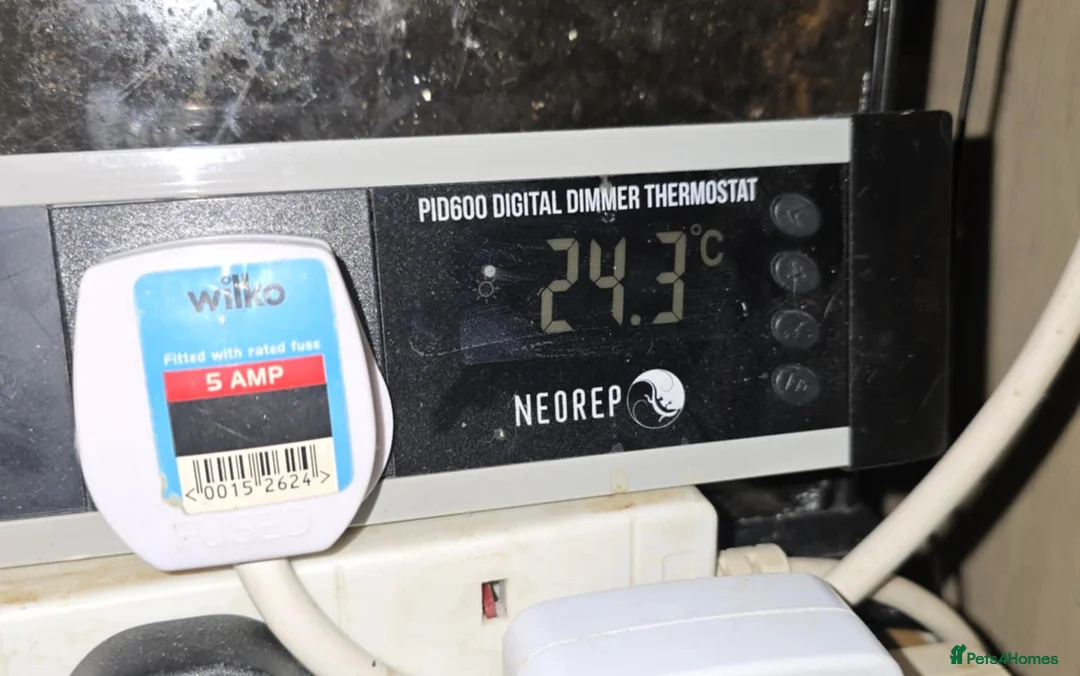 PID600 DIGITAL DIMMER THERMOSTAT
24.3°C
NEOREP
wilko
Fitted with rated fuse
5 AMP
<0015 2624>
FUSED
Pets4Homes